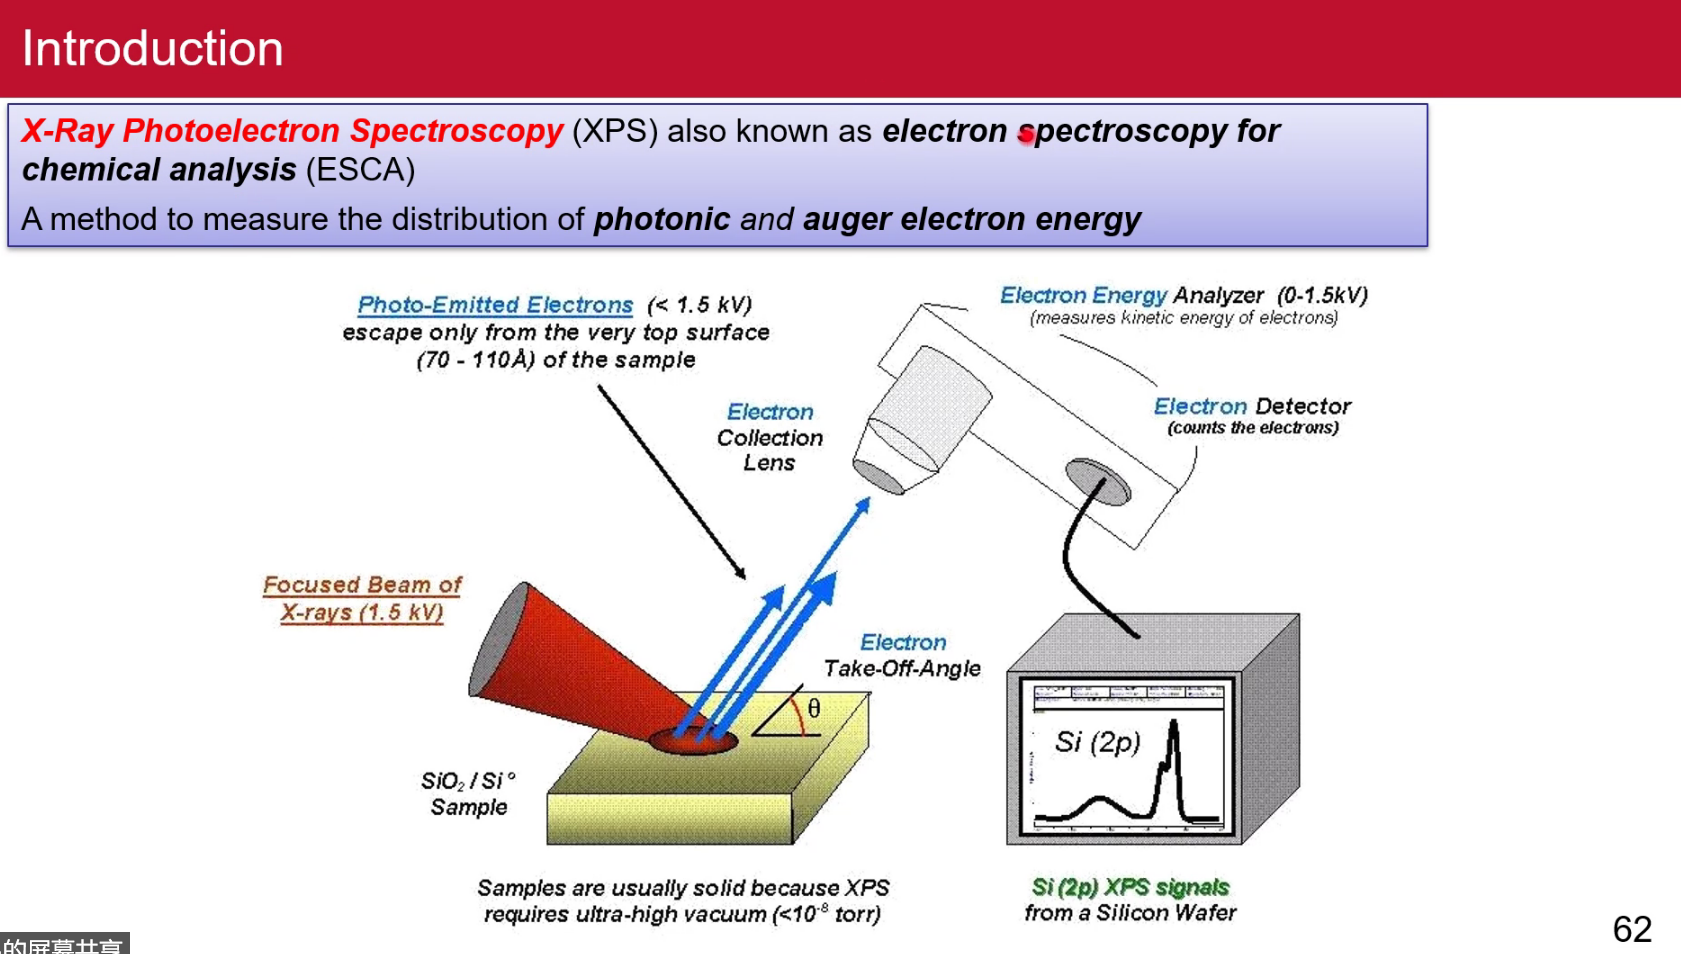 Introduction
X-Ray Photoelectron Spectroscopy (XPS) also known as electron spectroscopy for
chemical analysis (ESCA)
A method to measure the distribution of photonic and auger electron energy
Photo-Emitted Electrons (< 1.5 kV)
escape only from the very top surface
(70 - 110Å) of the sample
Electron Energy Analyzer (0-1.5kV)
(measures kinetic energy of electrons)
Electron Detector
(counts the electrons)
Electron
Collection
Lens
Focused Beam of
X-rays (1.5 kV)
Electron
Take-Off-Angle
θ
Si (2p)
SiO₂ / Si°
Sample
Samples are usually solid because XPS
requires ultra-high vacuum (<10⁻⁸ torr)
Si (2p) XPS signals
from a Silicon Wafer
62
的屏幕共享